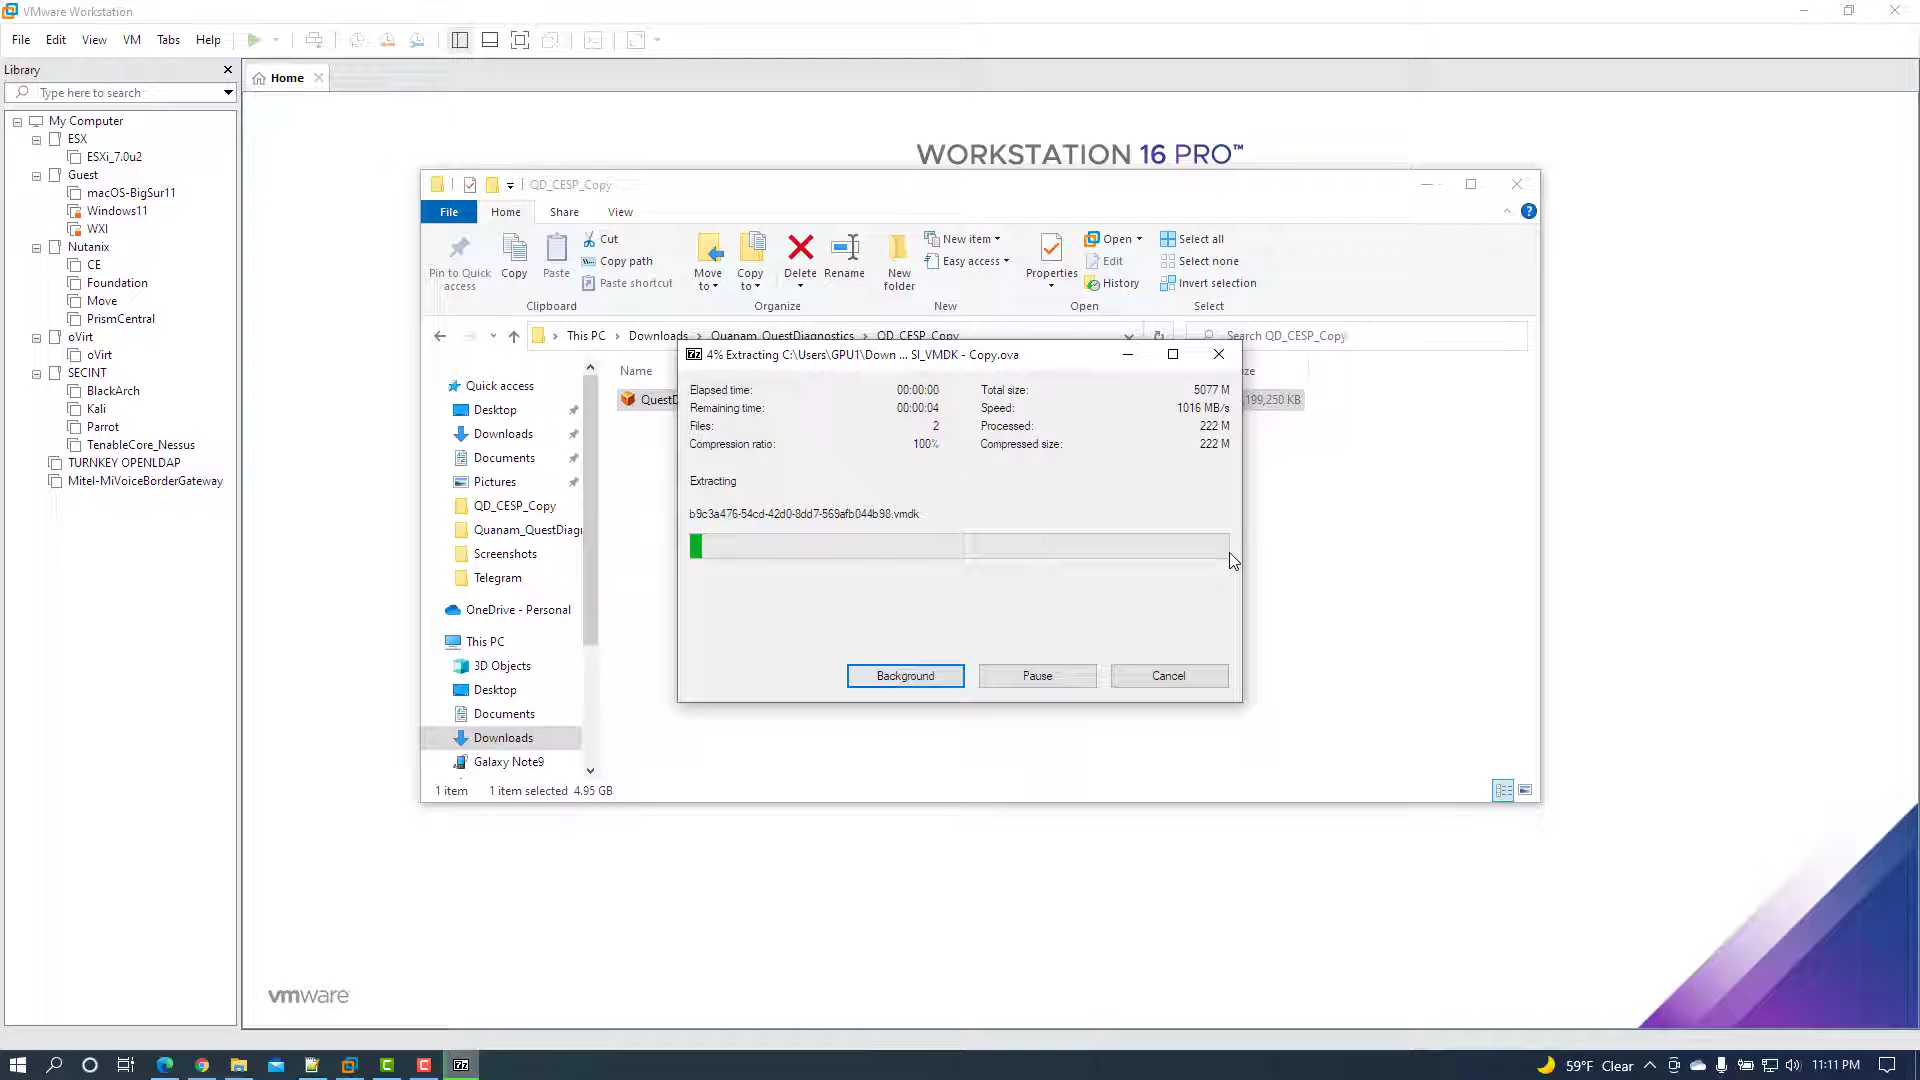 VMware Workstation
File Edit View VM Tabs Help
Library
Type here to search
My Computer
ESX
ESXi_7.0u2
Guest
macOS-BigSur11
Windows11
WXI
Nutanix
CE
Foundation
Move
PrismCentral
oVirt
oVirt
SECINT
BlackArch
Kali
Parrot
TenableCore_Nessus
TURNKEY OPENLDAP
Mitel-MiVoiceBorderGateway
Home
WORKSTATION 16 PRO™
QD_CESP_Copy
File Home Share View
Pin to Quick access
Copy
Paste
Cut
Copy path
Paste shortcut
Clipboard
Move to
Copy to
Delete
Rename
Organize
New folder
New item
Easy access
New
Properties
Open
Edit
History
Open
Select all
Select none
Invert selection
Select
This PC Downloads Quanam_QuestDiagnostics QD_CESP_Copy
Search QD_CESP_Copy
Name
QuestD
199,250 KB
Quick access
Desktop
Downloads
Documents
Pictures
QD_CESP_Copy
Quanam_QuestDiag
Screenshots
Telegram
OneDrive - Personal
This PC
3D Objects
Desktop
Documents
Downloads
Galaxy Note9
1 item 1 item selected 4.95 GB
7z 4% Extracting C:\Users\GPU1\Down ... SI_VMDK - Copy.ova
Elapsed time: 00:00:00 Total size: 5077 M
Remaining time: 00:00:04 Speed: 1016 MB/s
Files: 2 Processed: 222 M
Compression ratio: 100% Compressed size: 222 M
Extracting
b9c3a476-54cd-42d0-8dd7-569afb044b98.vmdk
Background Pause Cancel
vmware
59°F Clear 11:11 PM